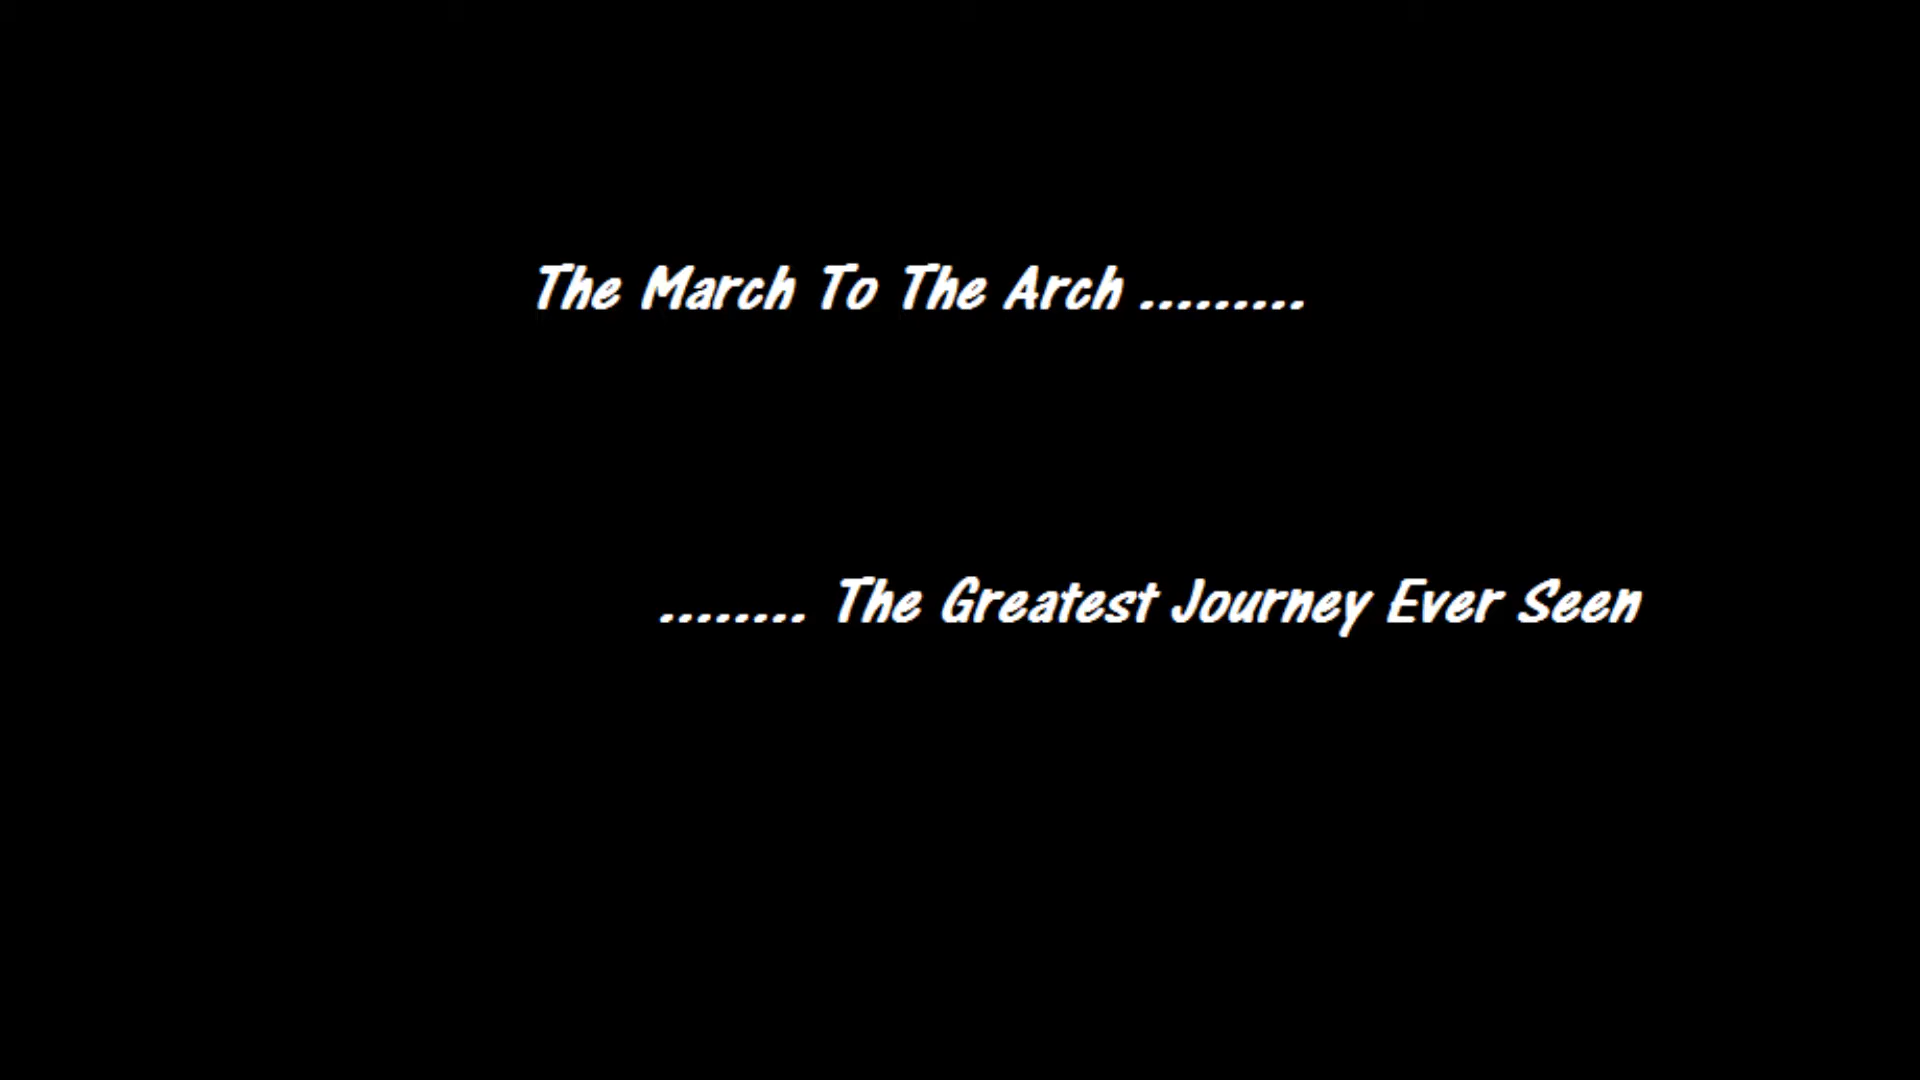 The March To The Arch .........
........ The Greatest Journey Ever Seen